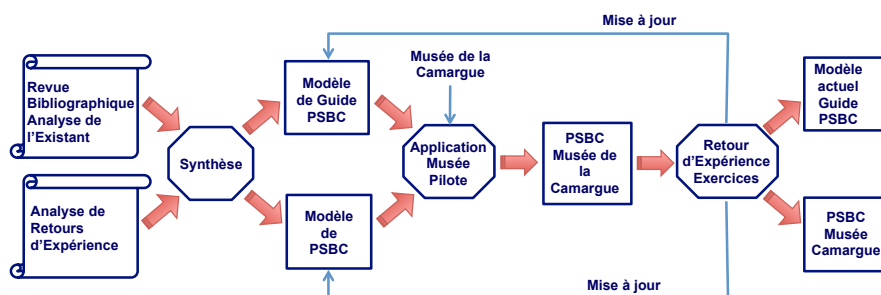 Mise à jour
Musée de la
Camargue
Revue
Bibliographique
Analyse de
l'Existant
Modèle
de Guide
PSBC
Modèle
actuel
Guide
PSBC
Synthèse
Application
Musée
Pilote
PSBC
Musée de
la
Camargue
Retour
d'Expérience
Exercices
Analyse de
Retours
d'Expérience
Modèle
de
PSBC
PSBC
Musée
Camargue
Mise à jour